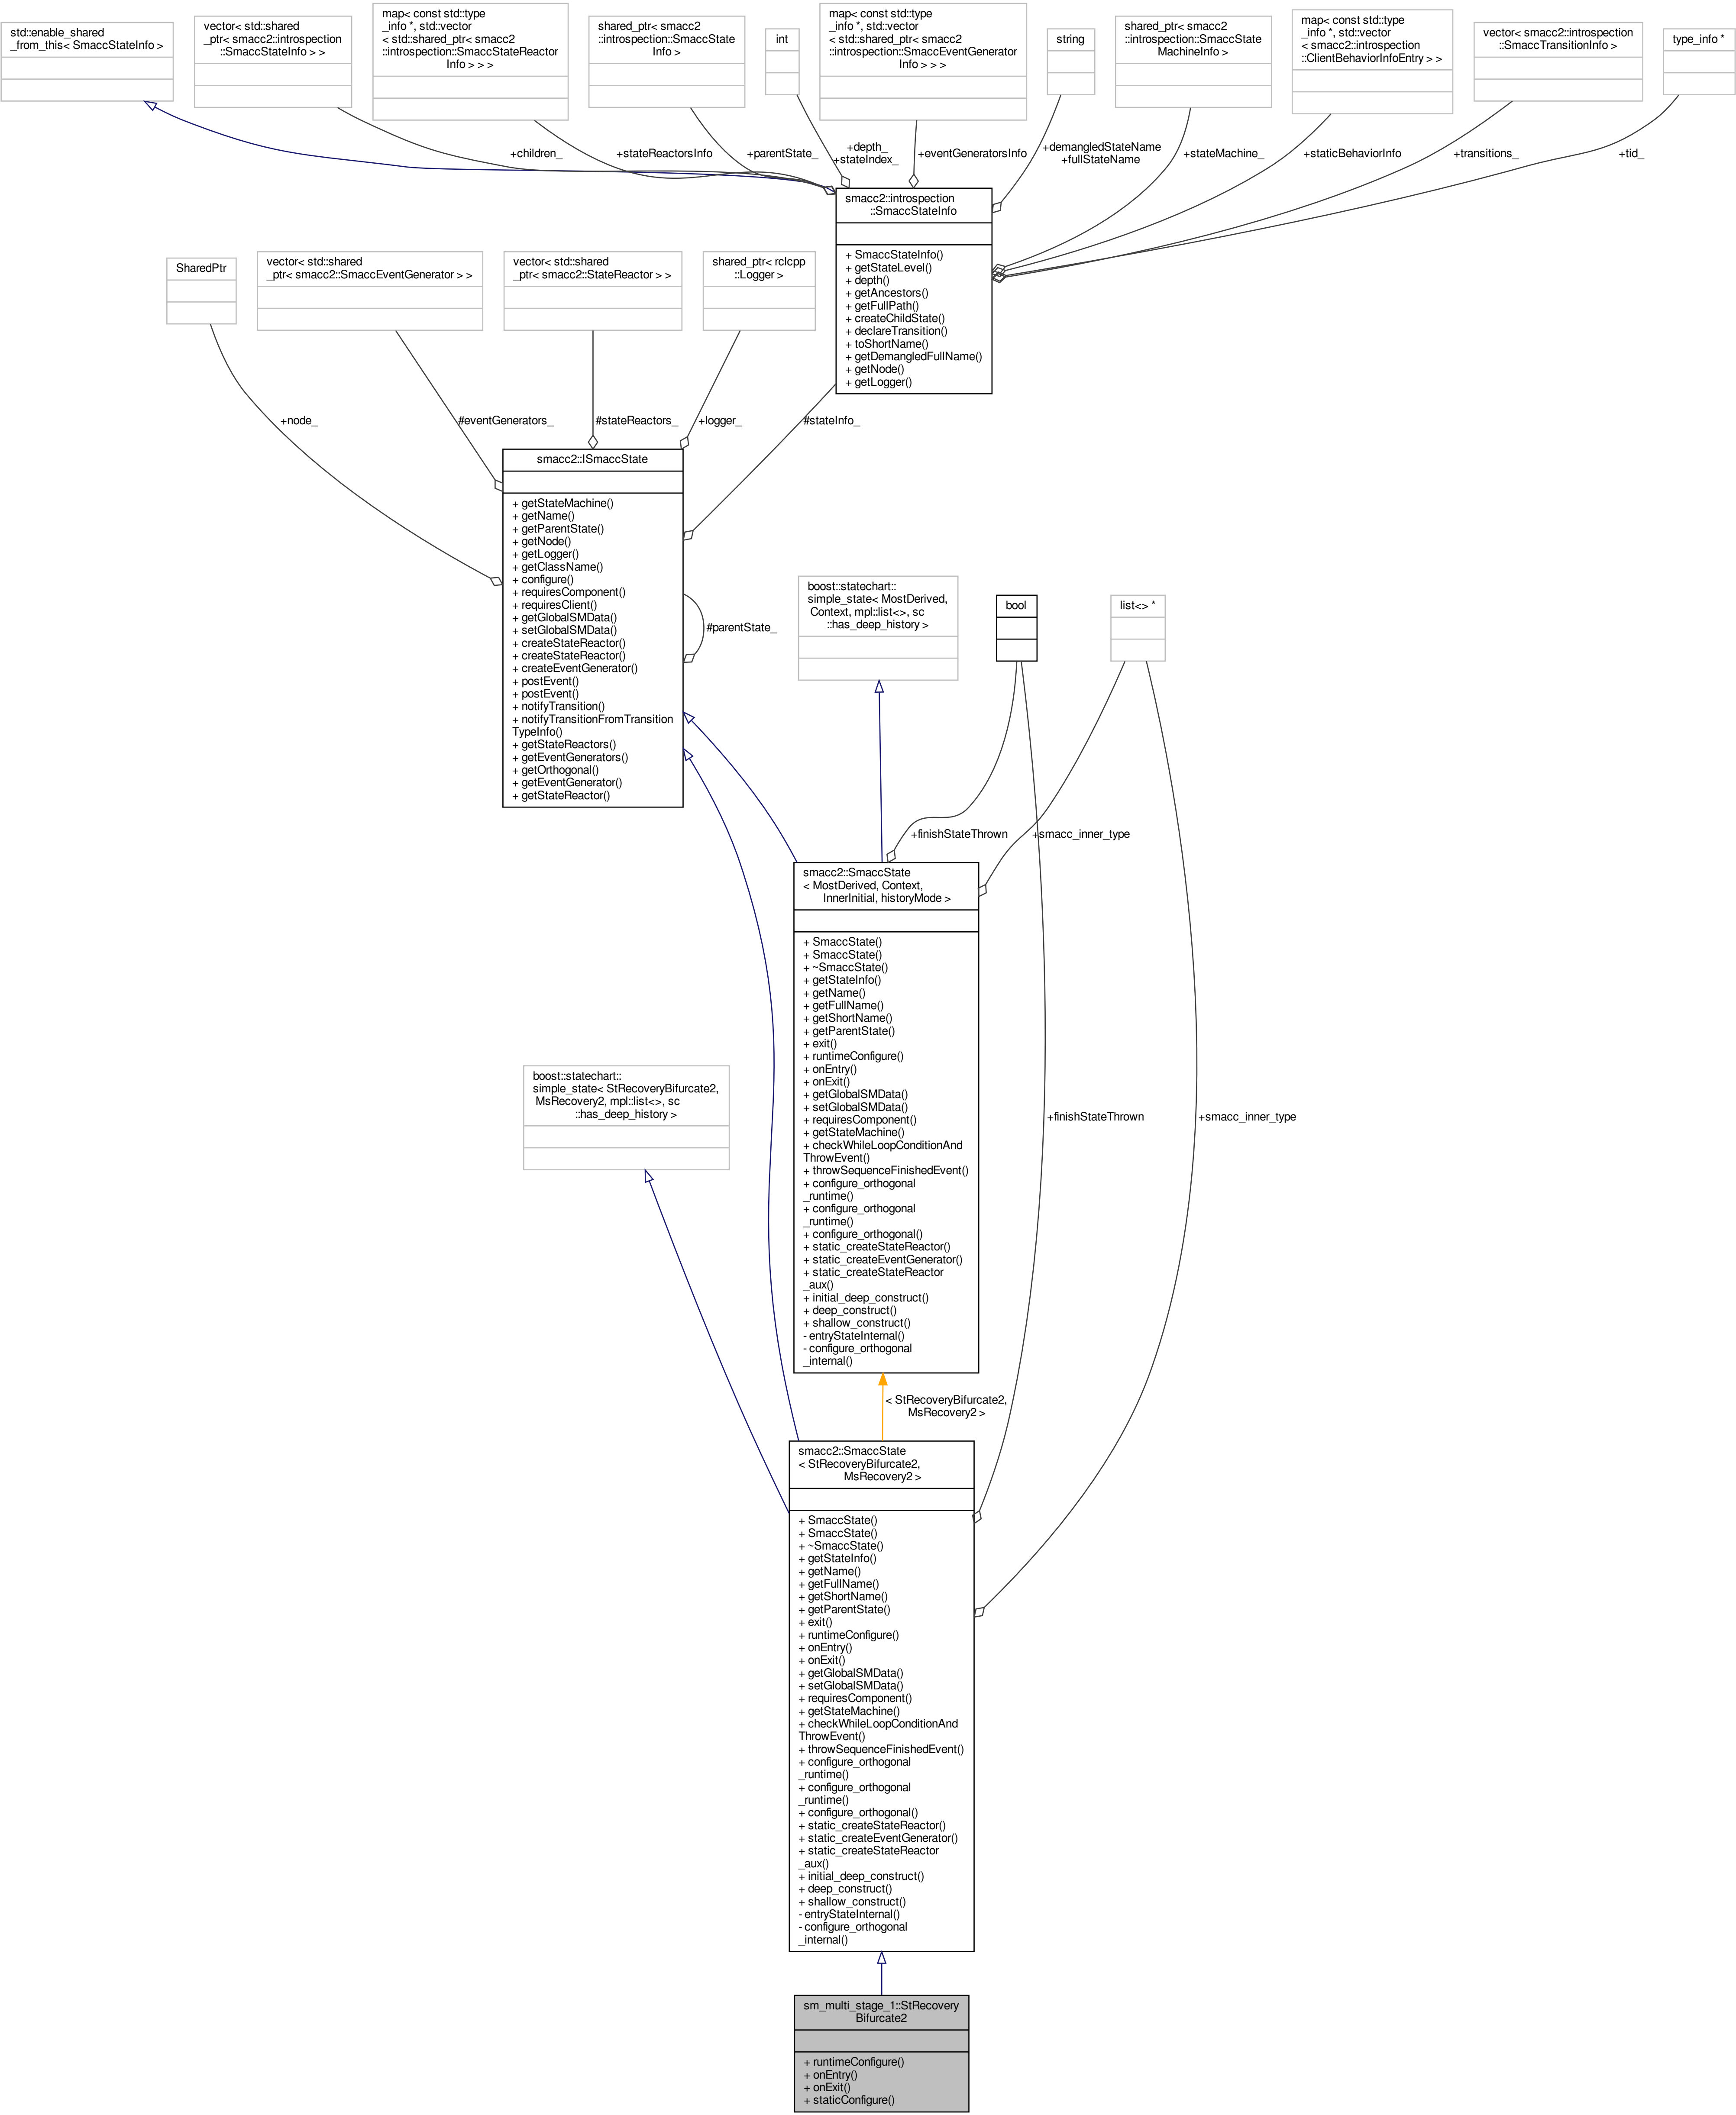 std::enable_shared
_from_this< SmaccStateInfo >
vector< std::shared
_ptr< smacc2::introspection
::SmaccStateInfo > >
map< const std::type
_info *, std::vector
< std::shared_ptr< smacc2
::introspection::SmaccStateReactor
Info > > >
shared_ptr< smacc2
::introspection::SmaccState
Info >
int
map< const std::type
_info *, std::vector
< std::shared_ptr< smacc2
::introspection::SmaccEventGenerator
Info > > >
string
shared_ptr< smacc2
::introspection::SmaccState
MachineInfo >
map< const std::type
_info *, std::vector
< smacc2::introspection
::ClientBehaviorInfoEntry > >
vector< smacc2::introspection
::SmaccTransitionInfo >
type_info *
+children_
+stateReactorsInfo
+parentState_
+depth_
+stateIndex_
+eventGeneratorsInfo
+demangledStateName
+fullStateName
+stateMachine_
+staticBehaviorInfo
+transitions_
+tid_
smacc2::introspection
::SmaccStateInfo
+ SmaccStateInfo()
+ getStateLevel()
+ depth()
+ getAncestors()
+ getFullPath()
+ createChildState()
+ declareTransition()
+ toShortName()
+ getDemangledFullName()
+ getNode()
+ getLogger()
SharedPtr
vector< std::shared
_ptr< smacc2::SmaccEventGenerator > >
vector< std::shared
_ptr< smacc2::StateReactor > >
shared_ptr< rclcpp
::Logger >
+node_
#eventGenerators_
#stateReactors_
+logger_
#stateInfo_
smacc2::ISmaccState
+ getStateMachine()
+ getName()
+ getParentState()
+ getNode()
+ getLogger()
+ getClassName()
+ configure()
+ requiresComponent()
+ requiresClient()
+ getGlobalSMData()
+ setGlobalSMData()
+ createStateReactor()
+ createStateReactor()
+ createEventGenerator()
+ postEvent()
+ postEvent()
+ notifyTransition()
+ notifyTransitionFromTransition
TypeInfo()
+ getStateReactors()
+ getEventGenerators()
+ getOrthogonal()
+ getEventGenerator()
+ getStateReactor()
#parentState_
boost::statechart::
simple_state< MostDerived,
Context, mpl::list<>, sc
::has_deep_history >
bool
list<> *
+finishStateThrown
+smacc_inner_type
smacc2::SmaccState
< MostDerived, Context,
InnerInitial, historyMode >
+ SmaccState()
+ SmaccState()
+ ~SmaccState()
+ getStateInfo()
+ getName()
+ getFullName()
+ getShortName()
+ getParentState()
+ exit()
+ runtimeConfigure()
+ onEntry()
+ onExit()
+ getGlobalSMData()
+ setGlobalSMData()
+ requiresComponent()
+ getStateMachine()
+ checkWhileLoopConditionAnd
ThrowEvent()
+ throwSequenceFinishedEvent()
+ configure_orthogonal
_runtime()
+ configure_orthogonal
_runtime()
+ configure_orthogonal()
+ static_createStateReactor()
+ static_createEventGenerator()
+ static_createStateReactor
_aux()
+ initial_deep_construct()
+ deep_construct()
+ shallow_construct()
- entryStateInternal()
- configure_orthogonal
_internal()
boost::statechart::
simple_state< StRecoveryBifurcate2,
MsRecovery2, mpl::list<>, sc
::has_deep_history >
+finishStateThrown
+smacc_inner_type
< StRecoveryBifurcate2,
MsRecovery2 >
smacc2::SmaccState
< StRecoveryBifurcate2,
MsRecovery2 >
+ SmaccState()
+ SmaccState()
+ ~SmaccState()
+ getStateInfo()
+ getName()
+ getFullName()
+ getShortName()
+ getParentState()
+ exit()
+ runtimeConfigure()
+ onEntry()
+ onExit()
+ getGlobalSMData()
+ setGlobalSMData()
+ requiresComponent()
+ getStateMachine()
+ checkWhileLoopConditionAnd
ThrowEvent()
+ throwSequenceFinishedEvent()
+ configure_orthogonal
_runtime()
+ configure_orthogonal
_runtime()
+ configure_orthogonal()
+ static_createStateReactor()
+ static_createEventGenerator()
+ static_createStateReactor
_aux()
+ initial_deep_construct()
+ deep_construct()
+ shallow_construct()
- entryStateInternal()
- configure_orthogonal
_internal()
sm_multi_stage_1::StRecovery
Bifurcate2
+ runtimeConfigure()
+ onEntry()
+ onExit()
+ staticConfigure()